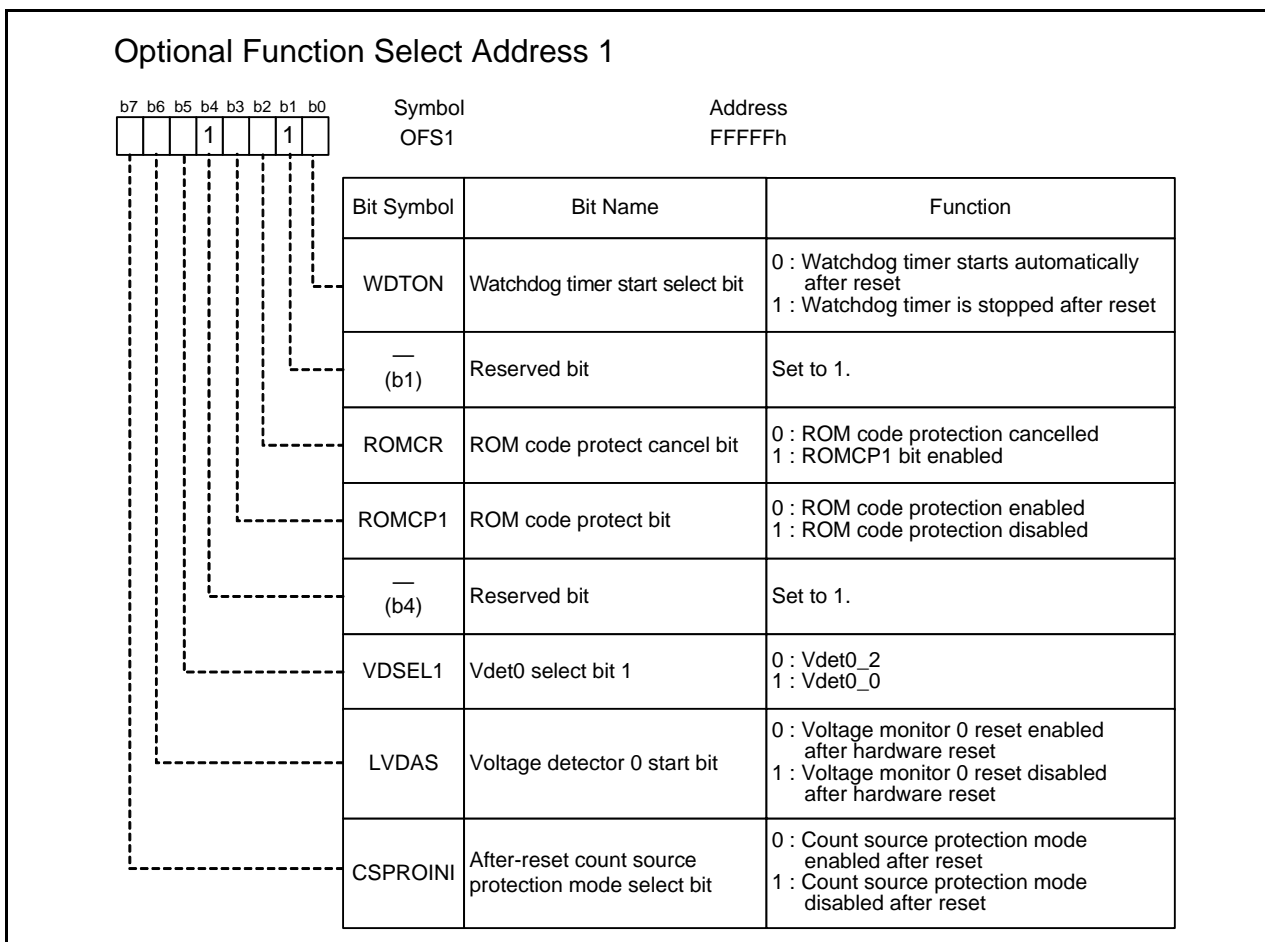 Optional Function Select Address 1
b7 b6 b5 b4 b3 b2 b1 b0
Symbol Address
1 1
OFS1 FFFFFh
Bit Symbol Bit Name Function
WDTON Watchdog timer start select bit
0 : Watchdog timer starts automatically
after reset
1 : Watchdog timer is stopped after reset
—
(b1) Reserved bit Set to 1.
ROMCR ROM code protect cancel bit
0 : ROM code protection cancelled
1 : ROMCP1 bit enabled
ROMCP1 ROM code protect bit
0 : ROM code protection enabled
1 : ROM code protection disabled
—
(b4) Reserved bit Set to 1.
VDSEL1 Vdet0 select bit 1
0 : Vdet0_2
1 : Vdet0_0
LVDAS Voltage detector 0 start bit
0 : Voltage monitor 0 reset enabled
after hardware reset
1 : Voltage monitor 0 reset disabled
after hardware reset
CSPROINI
After-reset count source
protection mode select bit
0 : Count source protection mode
enabled after reset
1 : Count source protection mode
disabled after reset